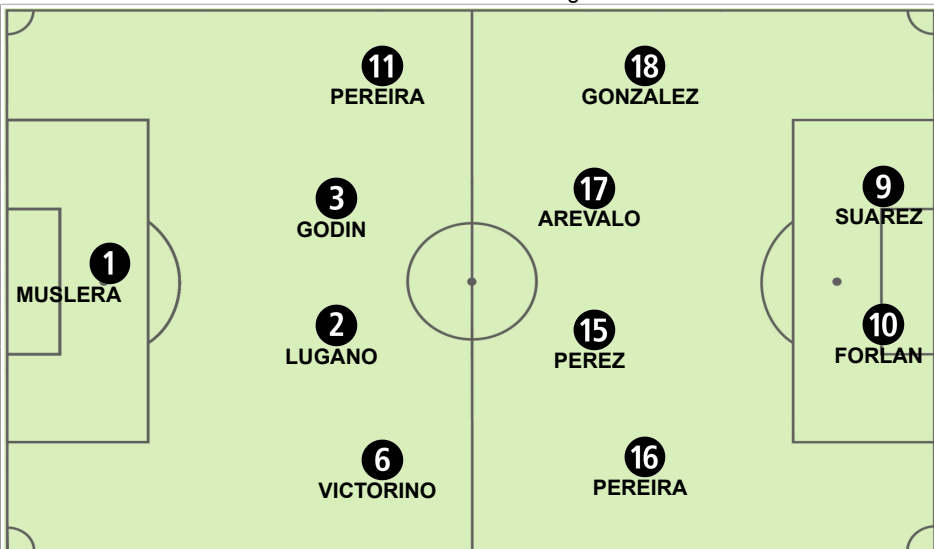 11
PEREIRA
18
GONZALEZ
3
GODIN
17
AREVALO
9
SUAREZ
1
MUSLERA
2
LUGANO
15
PEREZ
10
FORLAN
6
VICTORINO
16
PEREIRA